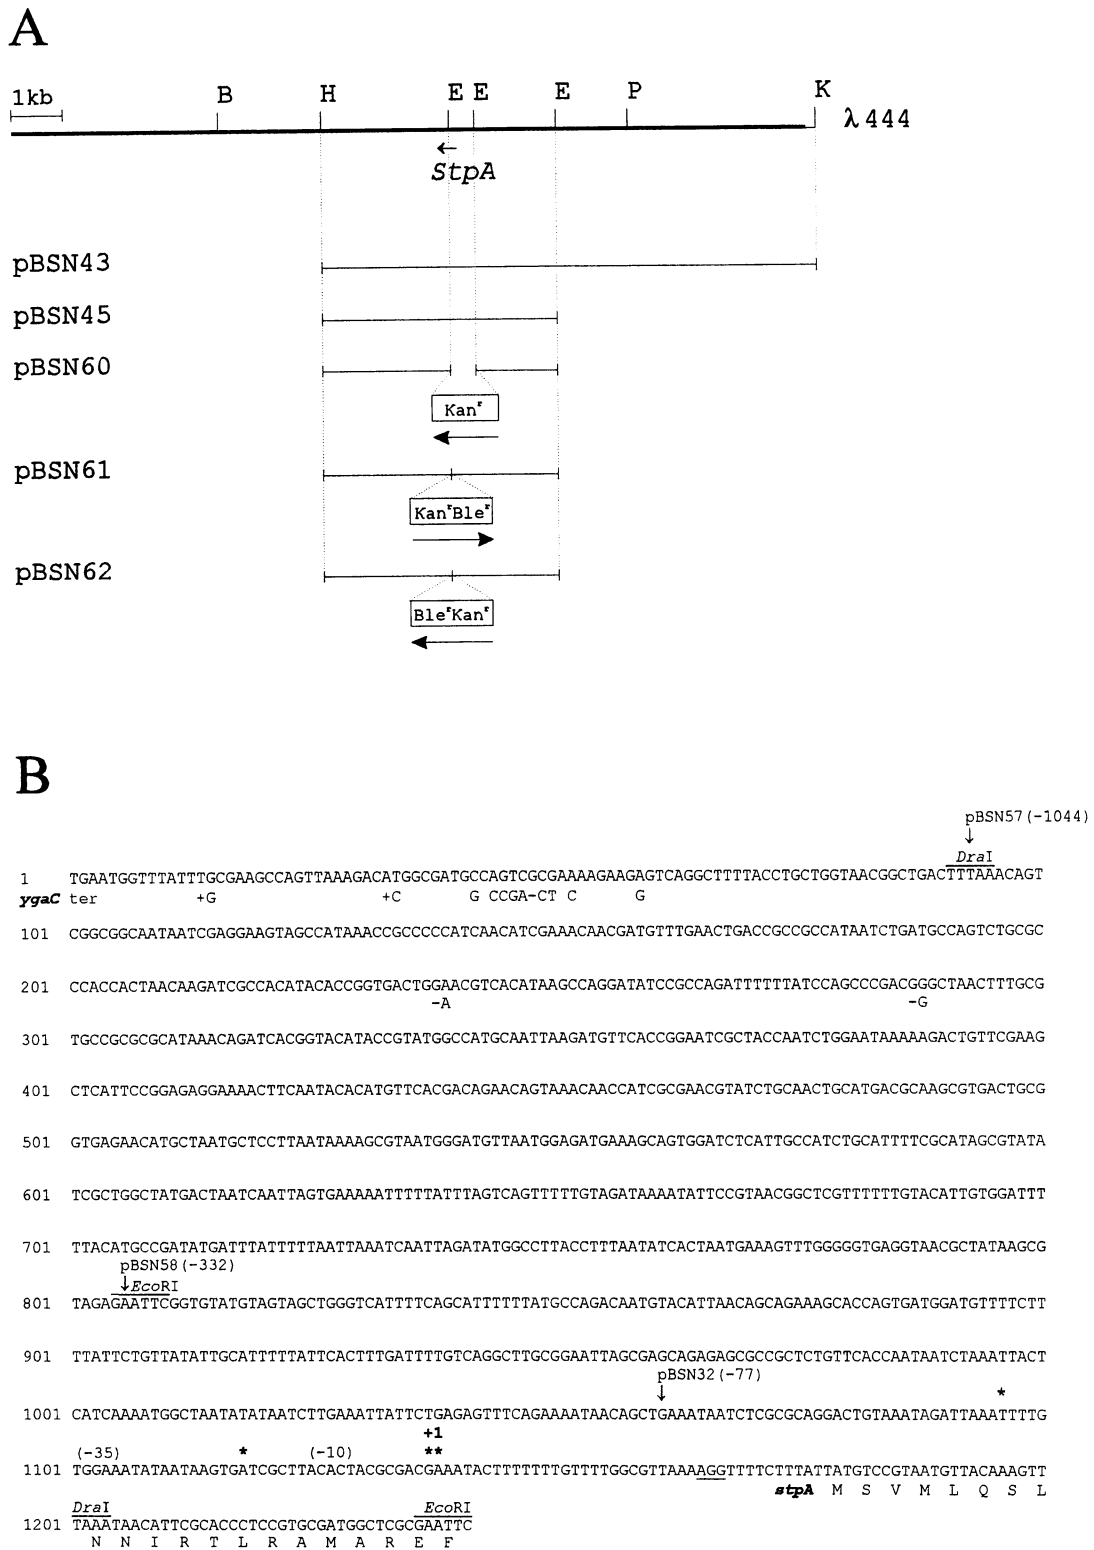 A
1kb B H E E E P K λ444
StpA
pBSN43
pBSN45
pBSN60
Kanʳ
pBSN61
KanʳBleʳ
pBSN62
BleʳKanʳ
B
pBSN57(-1044)
DraI
1 TGAATGGTTTATTTGCGAAGCCAGTTAAAGACATGGCGATGCCAGTCGCGAAAAGAAGAGTCAGGCTTTTACCTGCTGGTAACGGCTGACTTTAAACAGT
ygaC ter +G +C G CCGA-CT C G
101 CGGCGGCAATAATCGAGGAAGTAGCCATAAACCGCCCCCATCAACATCGAAACAACGATGTTTGAACTGACCGCCGCCATAATCTGATGCCAGTCTGCGC
201 CCACCACTAACAAGATCGCCACATACACCGGTGACTGGAACGTCACATAAGCCAGGATATCCGCCAGATTTTTTATCCAGCCCGACGGGCTAACTTTGCG
-A -G
301 TGCCGCGCGCATAAACAGATCACGGTACATACCGTATGGCCATGCAATTAAGATGTTCACCGGAATCGCTACCAATCTGGAATAAAAAGACTGTTCGAAG
401 CTCATTCCGGAGAGGAAAACTTCAATACACATGTTCACGACAGAACAGTAAACAACCATCGCGAACGTATCTGCAACTGCATGACGCAAGCGTGACTGCG
501 GTGAGAACATGCTAATGCTCCTTAATAAAAGCGTAATGGGATGTTAATGGAGATGAAAGCAGTGGATCTCATTGCCATCTGCATTTTCGCATAGCGTATA
601 TCGCTGGCTATGACTAATCAATTAGTGAAAAATTTTTATTTAGTCAGTTTTTGTAGATAAAATATTCCGTAACGGCTCGTTTTTTGTACATTGTGGATTT
701 TTACATGCCGATATGATTTATTTTTAATTAAATCAATTAGATATGGCCTTACCTTTAATATCACTAATGAAAGTTTGGGGGTGAGGTAACGCTATAAGCG
pBSN58(-332)
EcoRI
801 TAGAGAATTCGGTGTATGTAGTAGCTGGGTCATTTTCAGCATTTTTTATGCCAGACAATGTACATTAACAGCAGAAAGCACCAGTGATGGATGTTTTCTT
901 TTATTCTGTTATATTGCATTTTTATTCACTTTGATTTTGTCAGGCTTGCGGAATTAGCGAGCAGAGAGCGCCGCTCTGTTCACCAATAATCTAAATTACT
pBSN32(-77)
*
1001 CATCAAAATGGCTAATATATAATCTTGAAATTATTCTGAGAGTTTCAGAAAATAACAGCTGAAATAATCTCGCGCAGGACTGTAAATAGATTAAATTTTG
+1
(-35) * (-10) **
1101 TGGAAATATAATAAGTGATCGCTTACACTACGCGACGAAATACTTTTTTTGTTTTGGCGTTAAAAGGTTTTCTTTATTATGTCCGTAATGTTACAAAGTT
stpA M S V M L Q S L
DraI EcoRI
1201 TAAATAACATTCGCACCCTCCGTGCGATGGCTCGCGAATTC
N N I R T L R A M A R E F